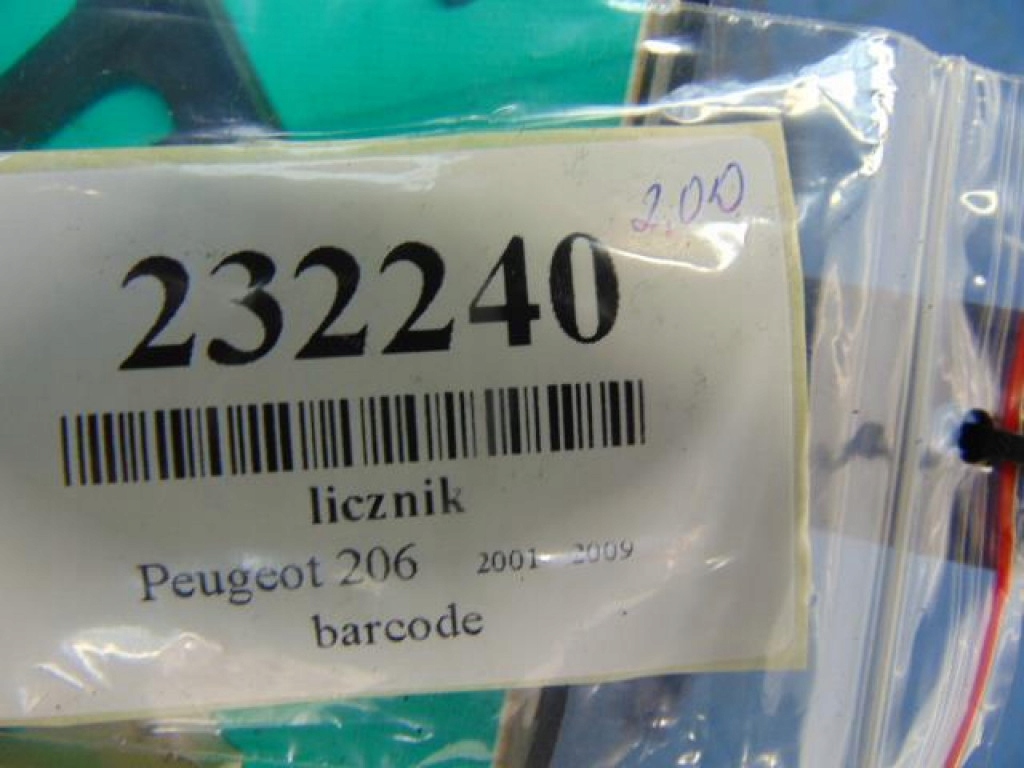 2.00
232240
licznik
Peugeot 206 2001 - 2009
barcode